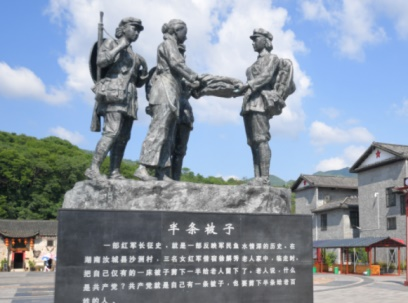 半条被子
一部红军长征史，就是一部反映军民鱼水情深的历史。在
湖南汝城县沙洲村，三名女红军借宿徐解秀老人家中，临走时，
把自己仅有的一床被子剪下一半给老人留下了。老人说，什么
是共产党？共产党就是自己有一条被子，也要剪下半条给老百
姓的人。